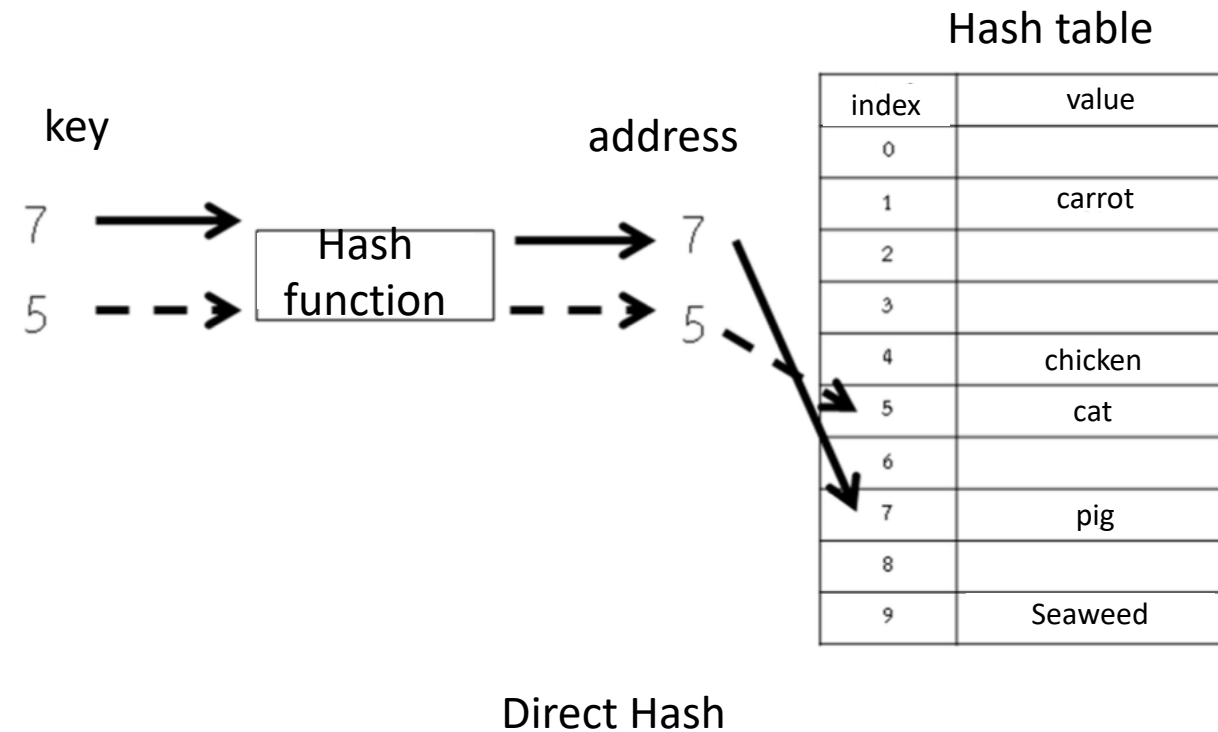 Hash table
key
address
7
5
Hash
function
7
5
index value
0
1 carrot
2
3
4 chicken
5 cat
6
7 pig
8
9 Seaweed
Direct Hash